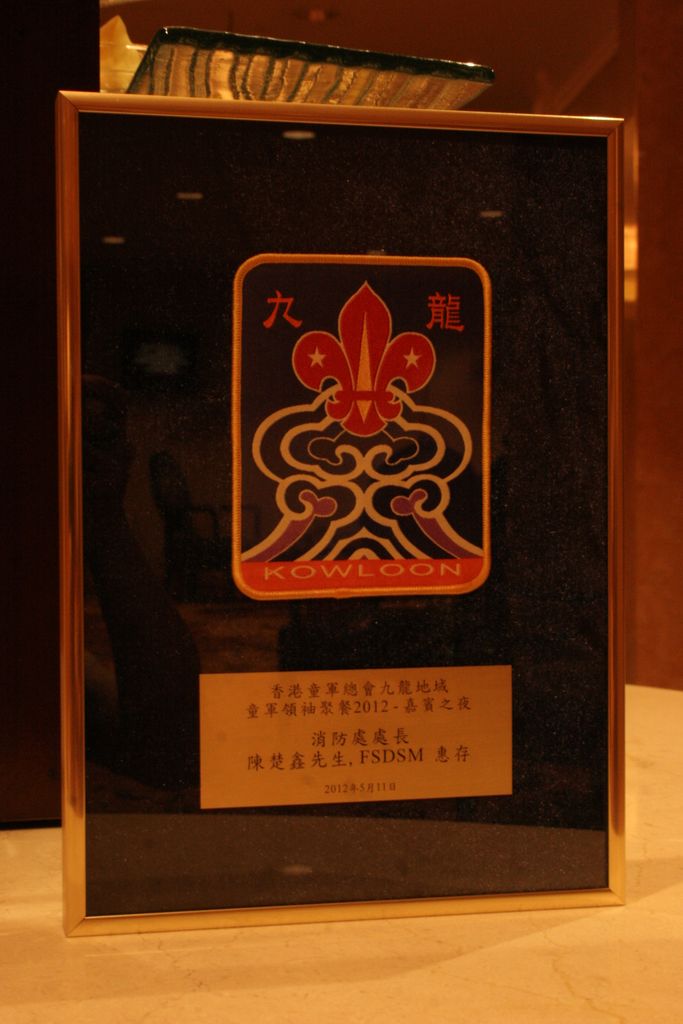 九 龍
KOWLOON
香港童軍總會九龍地域
童軍領袖聚餐2012 - 嘉賓之夜
消防處處長
陳楚鑫先生, FSDSM 惠存
2012年5月11日